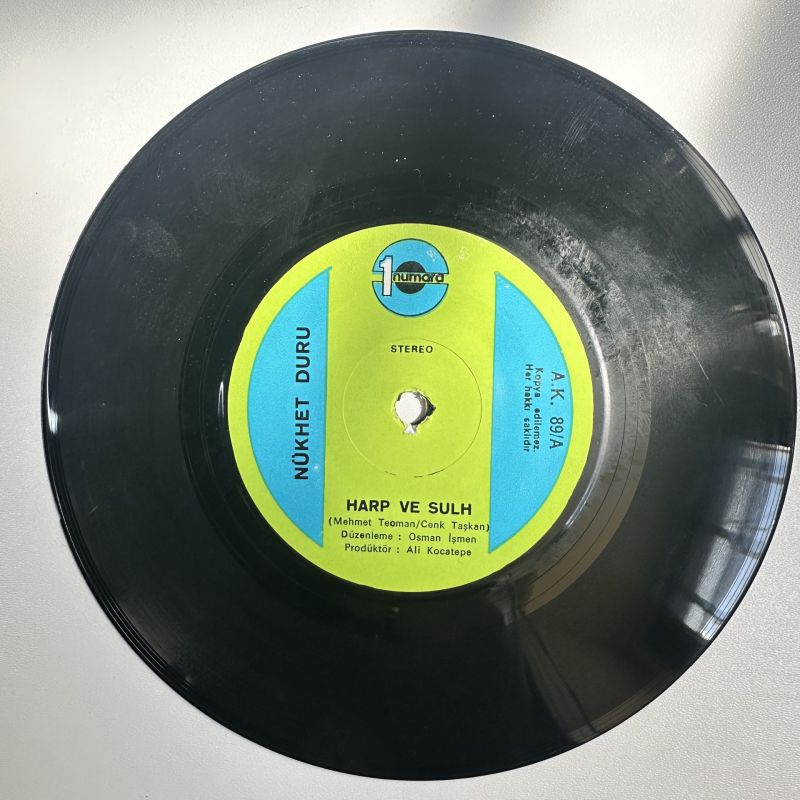 1 numara
STEREO
NÜKHET DURU
A.K. 89/A
Kopya edilemez.
Her hakkı saklıdır
HARP VE SULH
(Mehmet Teoman/Cenk Taşkan)
Düzenleme : Osman İşmen
Prodüktör : Ali Kocatepe